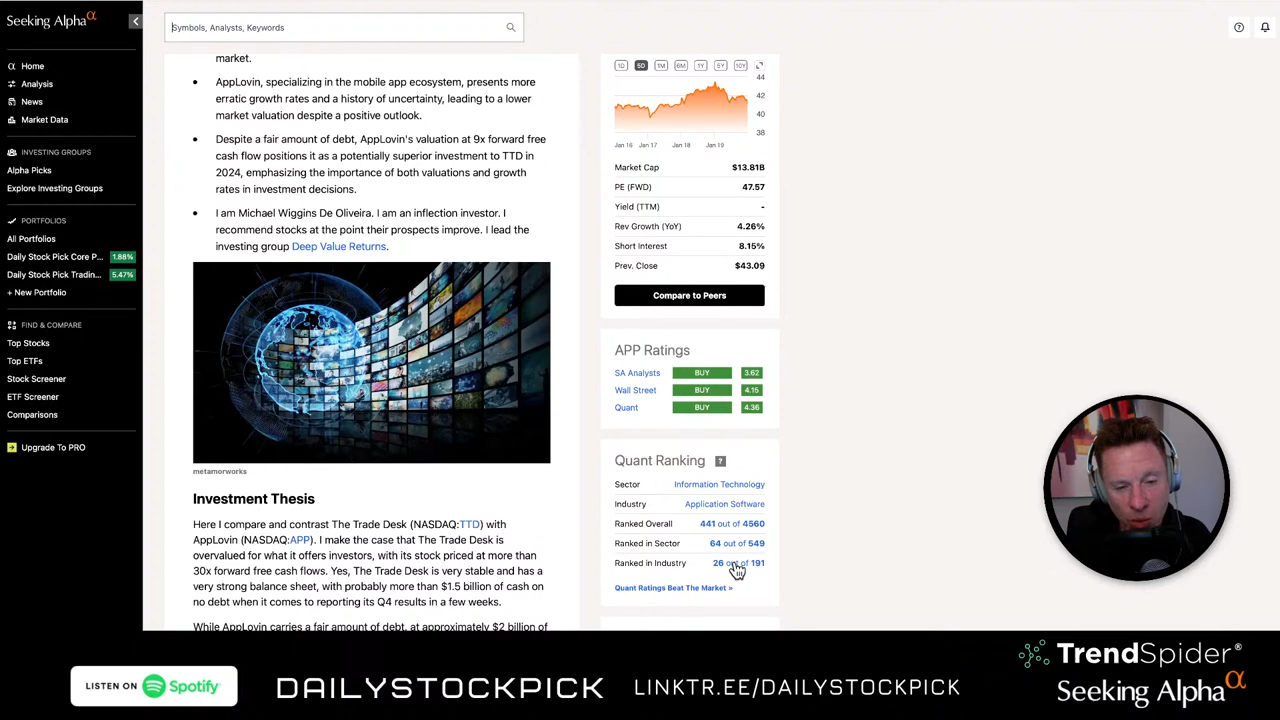 Seeking Alpha α
Symbols, Analysts, Keywords
Home
Analysis
News
Market Data
INVESTING GROUPS
Alpha Picks
Explore Investing Groups
PORTFOLIOS
All Portfolios
Daily Stock Pick Core P... 1.88%
Daily Stock Pick Tradin... 5.47%
+ New Portfolio
FIND & COMPARE
Top Stocks
Top ETFs
Stock Screener
ETF Screener
Comparisons
Upgrade To PRO
market.
AppLovin, specializing in the mobile app ecosystem, presents more
erratic growth rates and a history of uncertainty, leading to a lower
market valuation despite a positive outlook.
Despite a fair amount of debt, AppLovin's valuation at 9x forward free
cash flow positions it as a potentially superior investment to TTD in
2024, emphasizing the importance of both valuations and growth
rates in investment decisions.
I am Michael Wiggins De Oliveira. I am an inflection investor. I
recommend stocks at the point their prospects improve. I lead the
investing group Deep Value Returns.
metamorworks
Investment Thesis
Here I compare and contrast The Trade Desk (NASDAQ:TTD) with
AppLovin (NASDAQ:APP). I make the case that The Trade Desk is
overvalued for what it offers investors, with its stock priced at more than
30x forward free cash flows. Yes, The Trade Desk is very stable and has a
very strong balance sheet, with probably more than $1.5 billion of cash on
no debt when it comes to reporting its Q4 results in a few weeks.
While AppLovin carries a fair amount of debt, at approximately $2 billion of
1D 5D 1M 6M 1Y 5Y 10Y
44
42
40
38
Jan 16 Jan 17 Jan 18 Jan 19
Market Cap $13.81B
PE (FWD) 47.57
Yield (TTM) -
Rev Growth (YoY) 4.26%
Short Interest 8.15%
Prev. Close $43.09
Compare to Peers
APP Ratings
SA Analysts BUY 3.62
Wall Street BUY 4.15
Quant BUY 4.36
Quant Ranking ?
Sector Information Technology
Industry Application Software
Ranked Overall 441 out of 4560
Ranked in Sector 64 out of 549
Ranked in Industry 26 out of 191
Quant Ratings Beat The Market »
LISTEN ON Spotify
DAILYSTOCKPICK
LINKTR.EE/DAILYSTOCKPICK
TrendSpider®
Seeking Alpha α